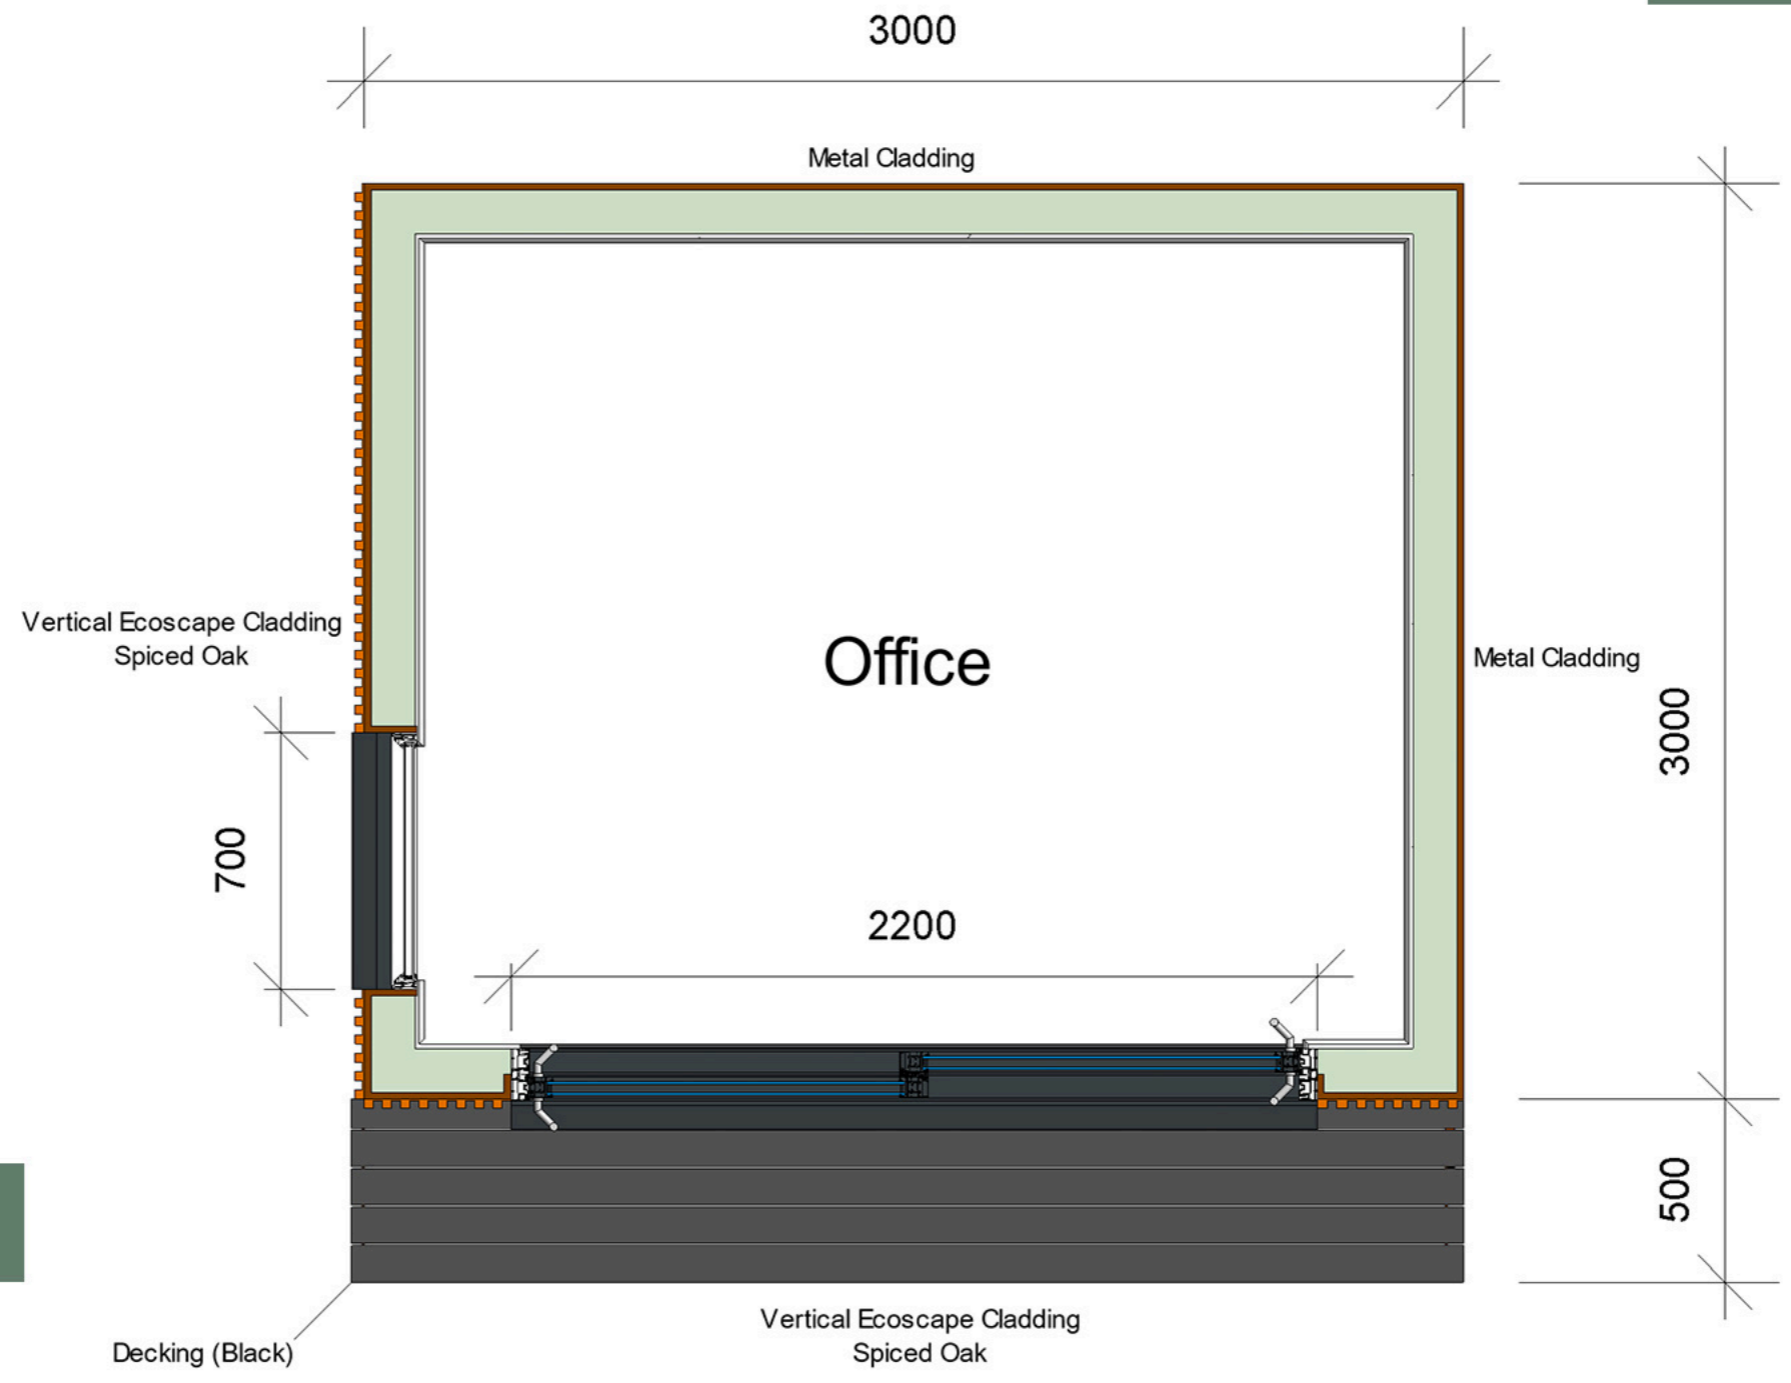 3000
Metal Cladding
Vertical Ecoscape Cladding
Spiced Oak
Office
Metal Cladding
3000
700
2200
500
Vertical Ecoscape Cladding
Spiced Oak
Decking (Black)